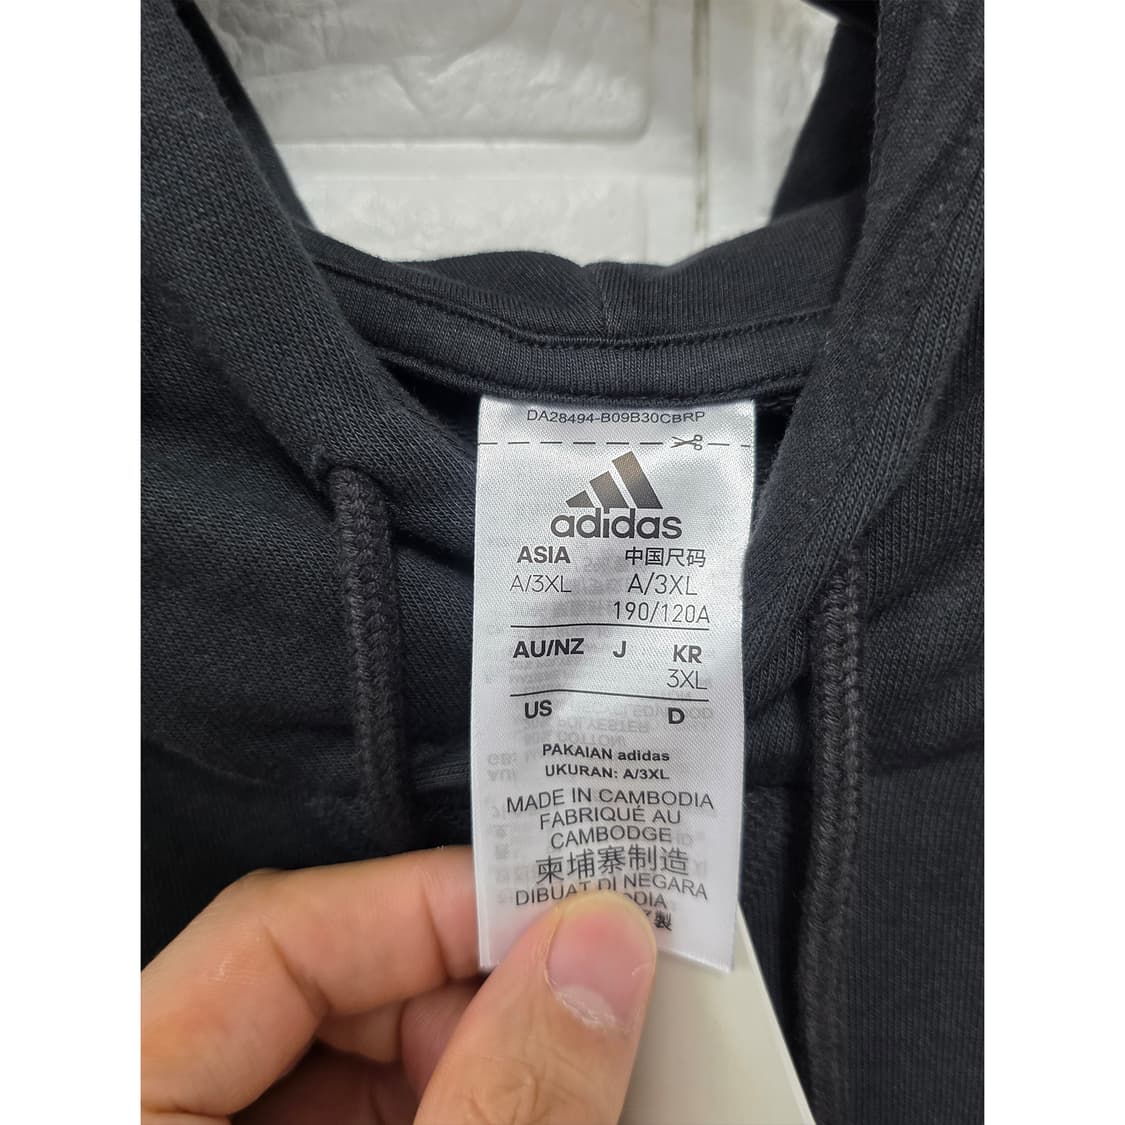 DA28494-B09B30CBRP
adidas
ASIA 中国尺码
A/3XL A/3XL
190/120A
AU/NZ J KR
3XL
US D
PAKAIAN adidas
UKURAN: A/3XL
MADE IN CAMBODIA
FABRIQUÉ AU
CAMBODGE
柬埔寨制造
DIBUAT DI NEGARA
製